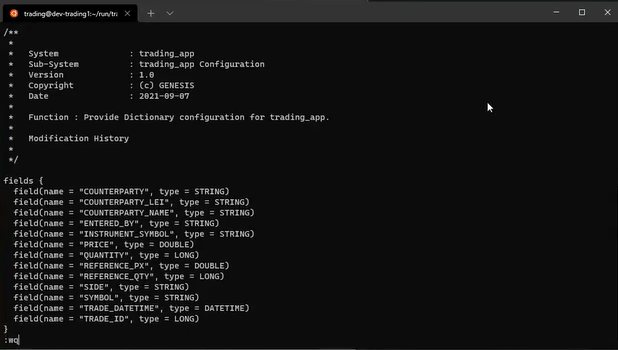 trading@dev-trading1:~/run/tra
/**
 *
 *   System              : trading_app
 *   Sub-System          : trading_app Configuration
 *   Version             : 1.0
 *   Copyright           : (c) GENESIS
 *   Date                : 2021-09-07
 *
 *   Function : Provide Dictionary configuration for trading_app.
 *
 *   Modification History
 *
 */
fields {
  field(name = "COUNTERPARTY", type = STRING)
  field(name = "COUNTERPARTY_LEI", type = STRING)
  field(name = "COUNTERPARTY_NAME", type = STRING)
  field(name = "ENTERED_BY", type = STRING)
  field(name = "INSTRUMENT_SYMBOL", type = STRING)
  field(name = "PRICE", type = DOUBLE)
  field(name = "QUANTITY", type = LONG)
  field(name = "REFERENCE_PX", type = DOUBLE)
  field(name = "REFERENCE_QTY", type = LONG)
  field(name = "SIDE", type = STRING)
  field(name = "SYMBOL", type = STRING)
  field(name = "TRADE_DATETIME", type = DATETIME)
  field(name = "TRADE_ID", type = LONG)
}
:wq